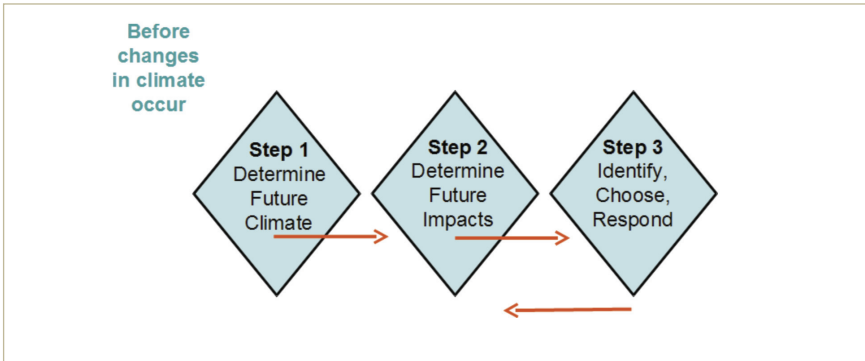 Before
changes
in climate
occur
Step 1
Determine
Future
Climate
Step 2
Determine
Future
Impacts
Step 3
Identify,
Choose,
Respond